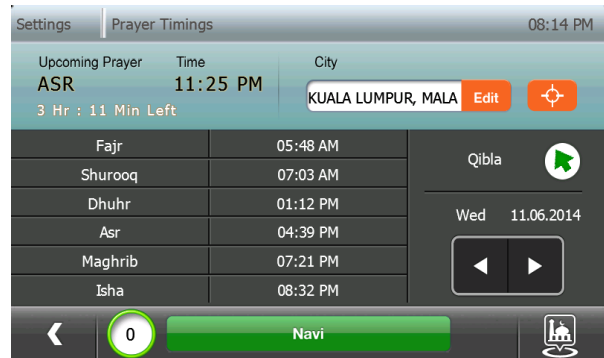 Settings Prayer Timings 08:14 PM
Upcoming Prayer Time City
ASR 11:25 PM KUALA LUMPUR, MALA Edit
3 Hr : 11 Min Left
Fajr 05:48 AM
Shurooq 07:03 AM
Dhuhr 01:12 PM
Asr 04:39 PM
Maghrib 07:21 PM
Isha 08:32 PM
Qibla
Wed 11.06.2014
0 Navi